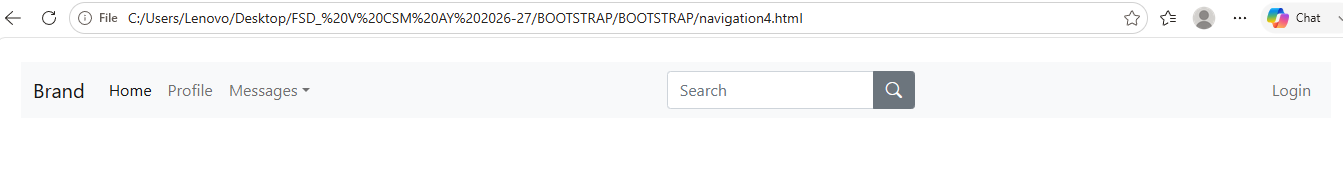 File C:/Users/Lenovo/Desktop/FSD_%20V%20CSM%20AY%202026-27/BOOTSTRAP/BOOTSTRAP/navigation4.html Chat
Brand Home Profile Messages Search Login